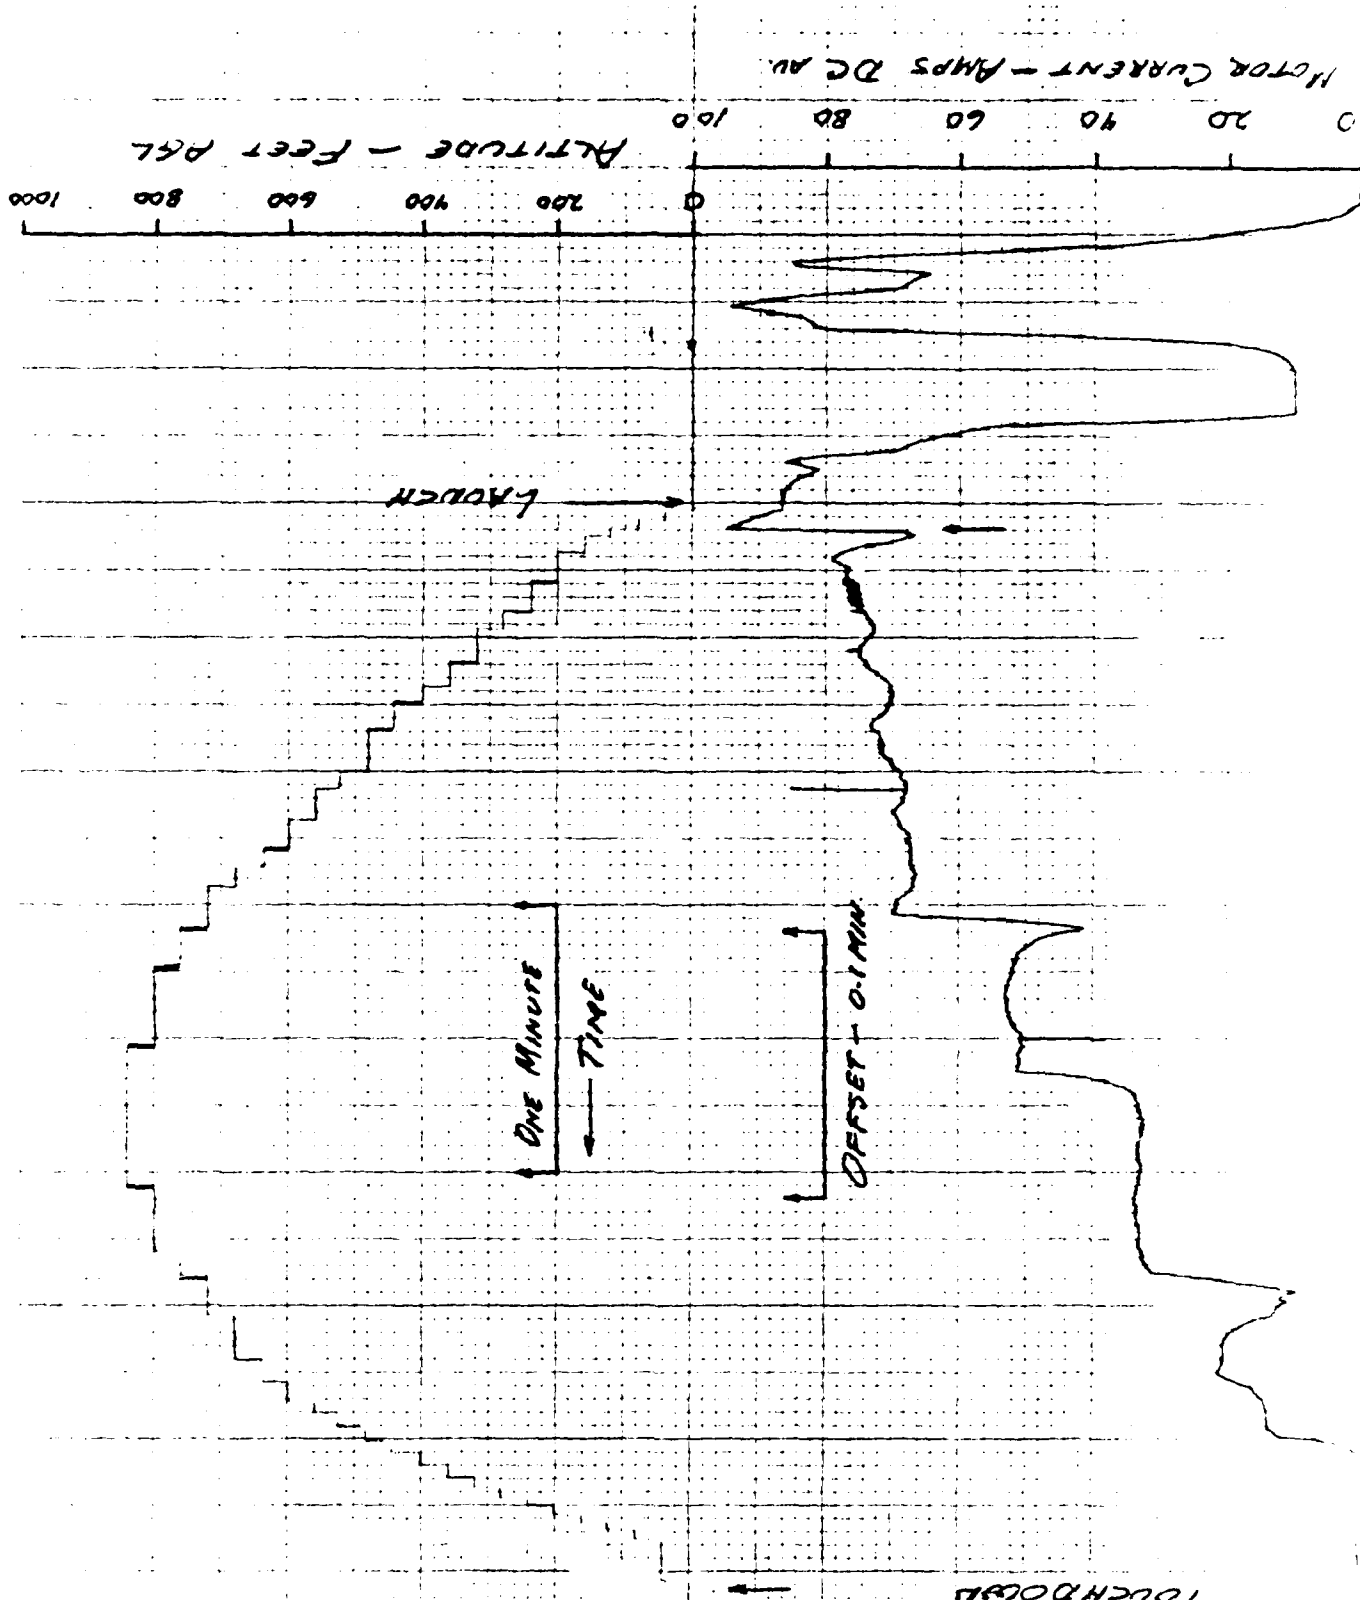 MOTOR CURRENT - AMPS DC AV.
100 80 60 40 20 0
ALTITUDE - FEET AGL
1000 800 600 400 200 0
LAUNCH
ONE MINUTE
TIME
OFFSET - 0.1 MIN.
TOUCHDOWN